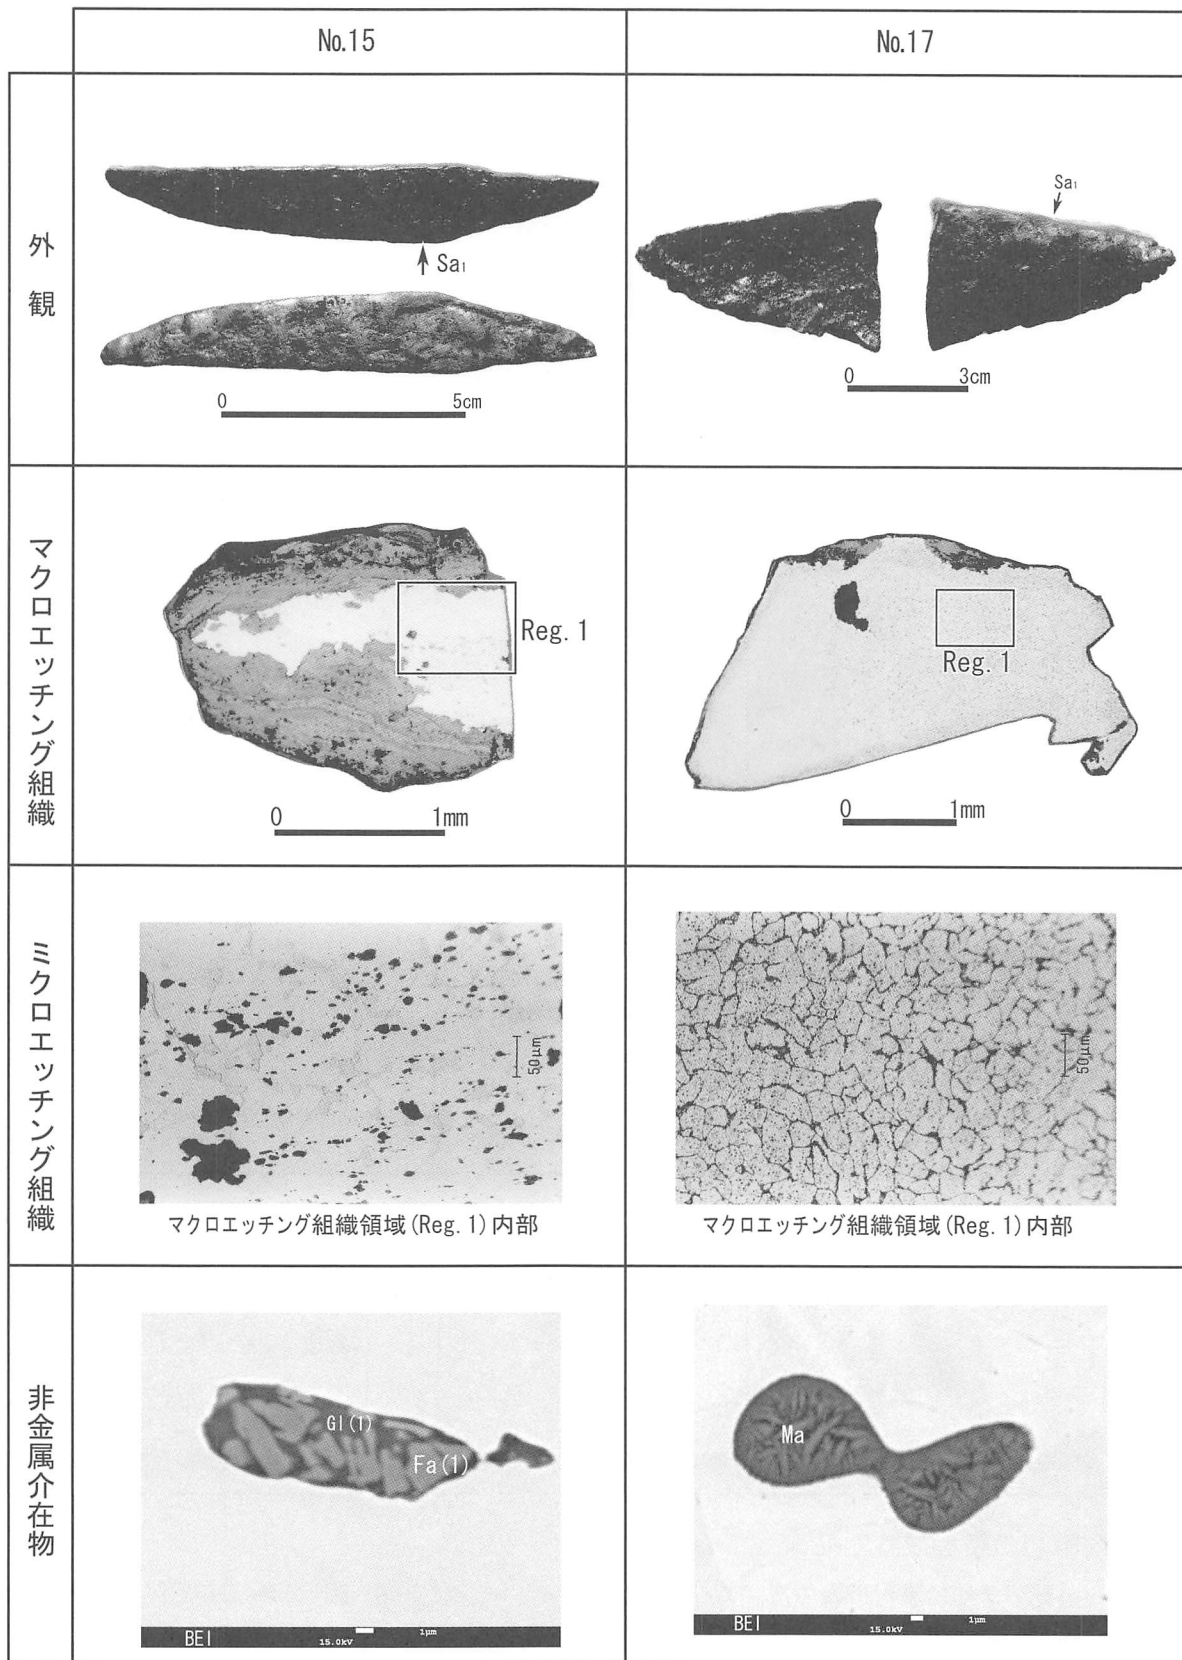 No.15
No.17
外観
Sa₁
0 5cm
Sa₁
0 3cm
マクロエッチング組織
Reg. 1
0 1mm
Reg. 1
0 1mm
ミクロエッチング組織
50μm
マクロエッチング組織領域(Reg. 1)内部
50μm
マクロエッチング組織領域(Reg. 1)内部
非金属介在物
Gl(1)
Fa(1)
BEI 15.0kV 1μm
Ma
BEI 15.0kV 1μm